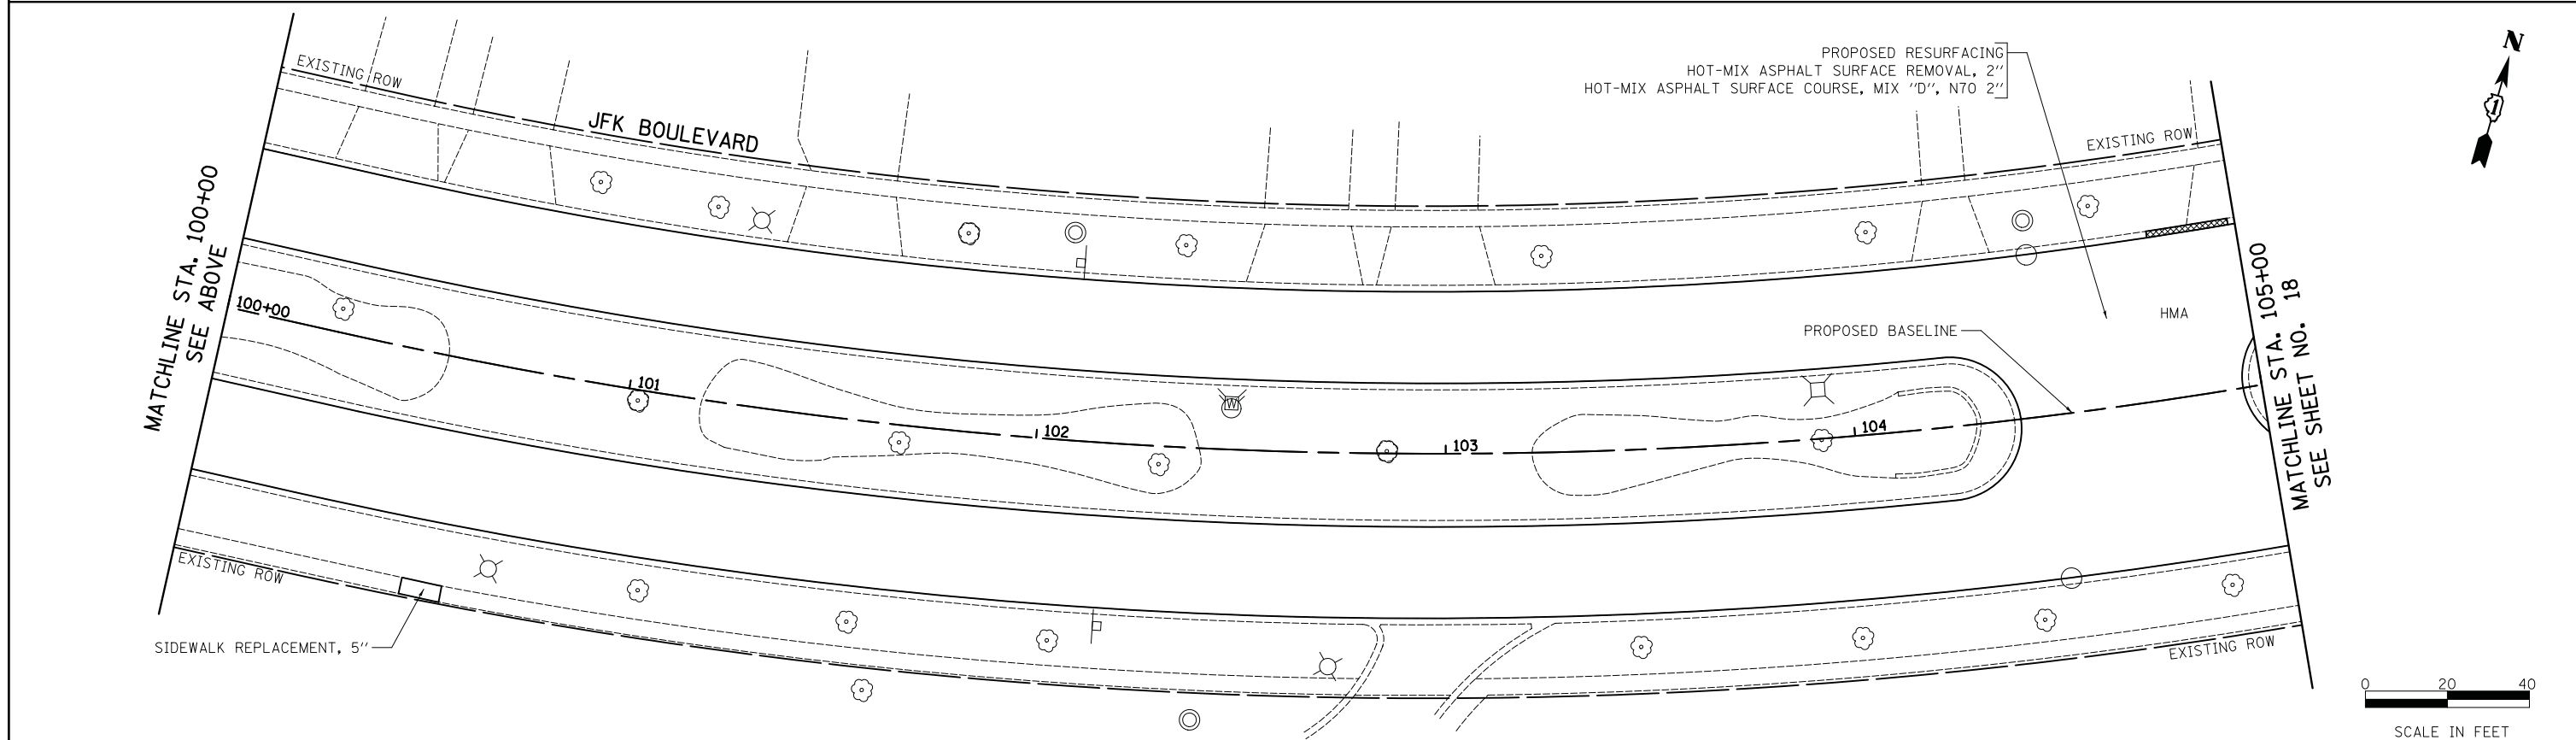 PROPOSED RESURFACING
HOT-MIX ASPHALT SURFACE REMOVAL, 2"
HOT-MIX ASPHALT SURFACE COURSE, MIX "D", N70 2"
N
1
EXISTING ROW
JFK BOULEVARD
EXISTING ROW
MATCHLINE STA. 100+00
SEE ABOVE
100+00
101
102
103
104
W
PROPOSED BASELINE
HMA
MATCHLINE STA. 105+00
SEE SHEET NO. 18
EXISTING ROW
SIDEWALK REPLACEMENT, 5"
EXISTING ROW
0 20 40
SCALE IN FEET